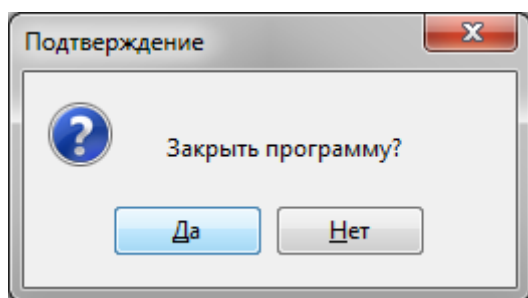 Подтверждение
Закрыть программу?
Да
Нет